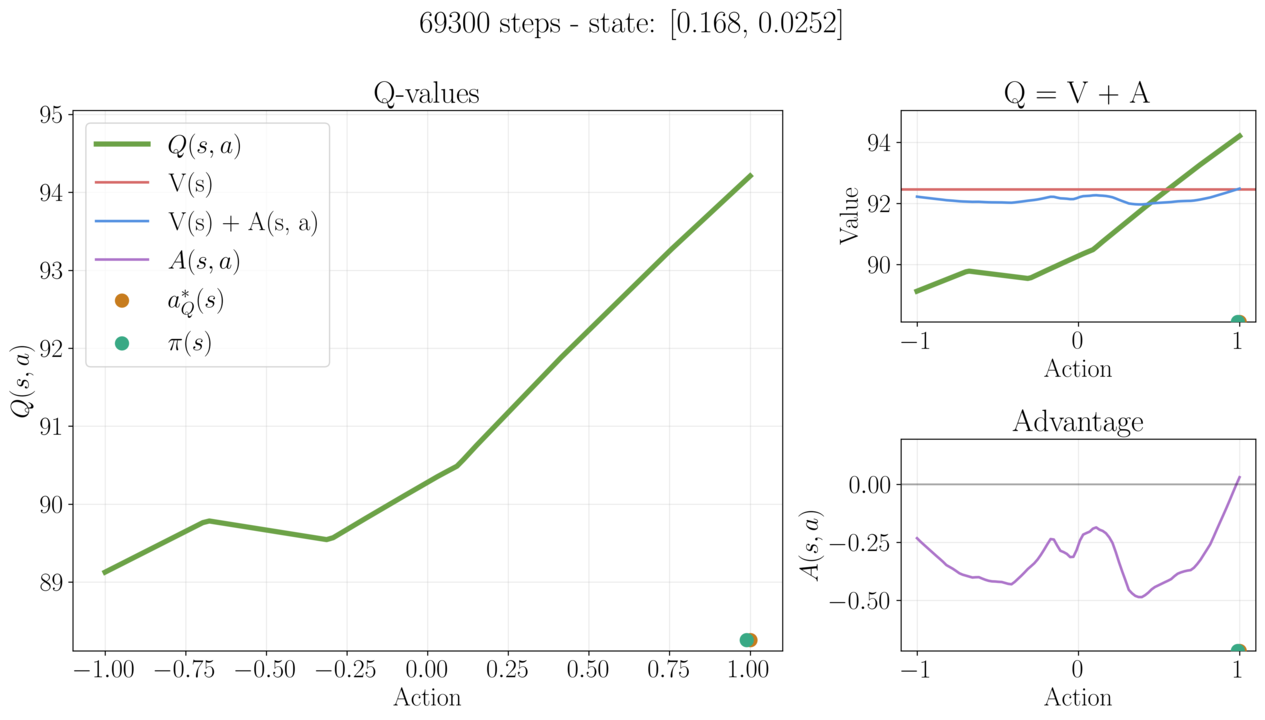 69300 steps - state: [0.168, 0.0252]
Q-values
95
94
93
92
91
90
89
Q(s, a)
Q(s, a)
V(s)
V(s) + A(s, a)
A(s, a)
a*Q(s)
π(s)
−1.00 −0.75 −0.50 −0.25 0.00 0.25 0.50 0.75 1.00
Action
Q = V + A
94
92
90
Value
−1 0 1
Action
Advantage
0.00
−0.25
−0.50
A(s, a)
−1 0 1
Action